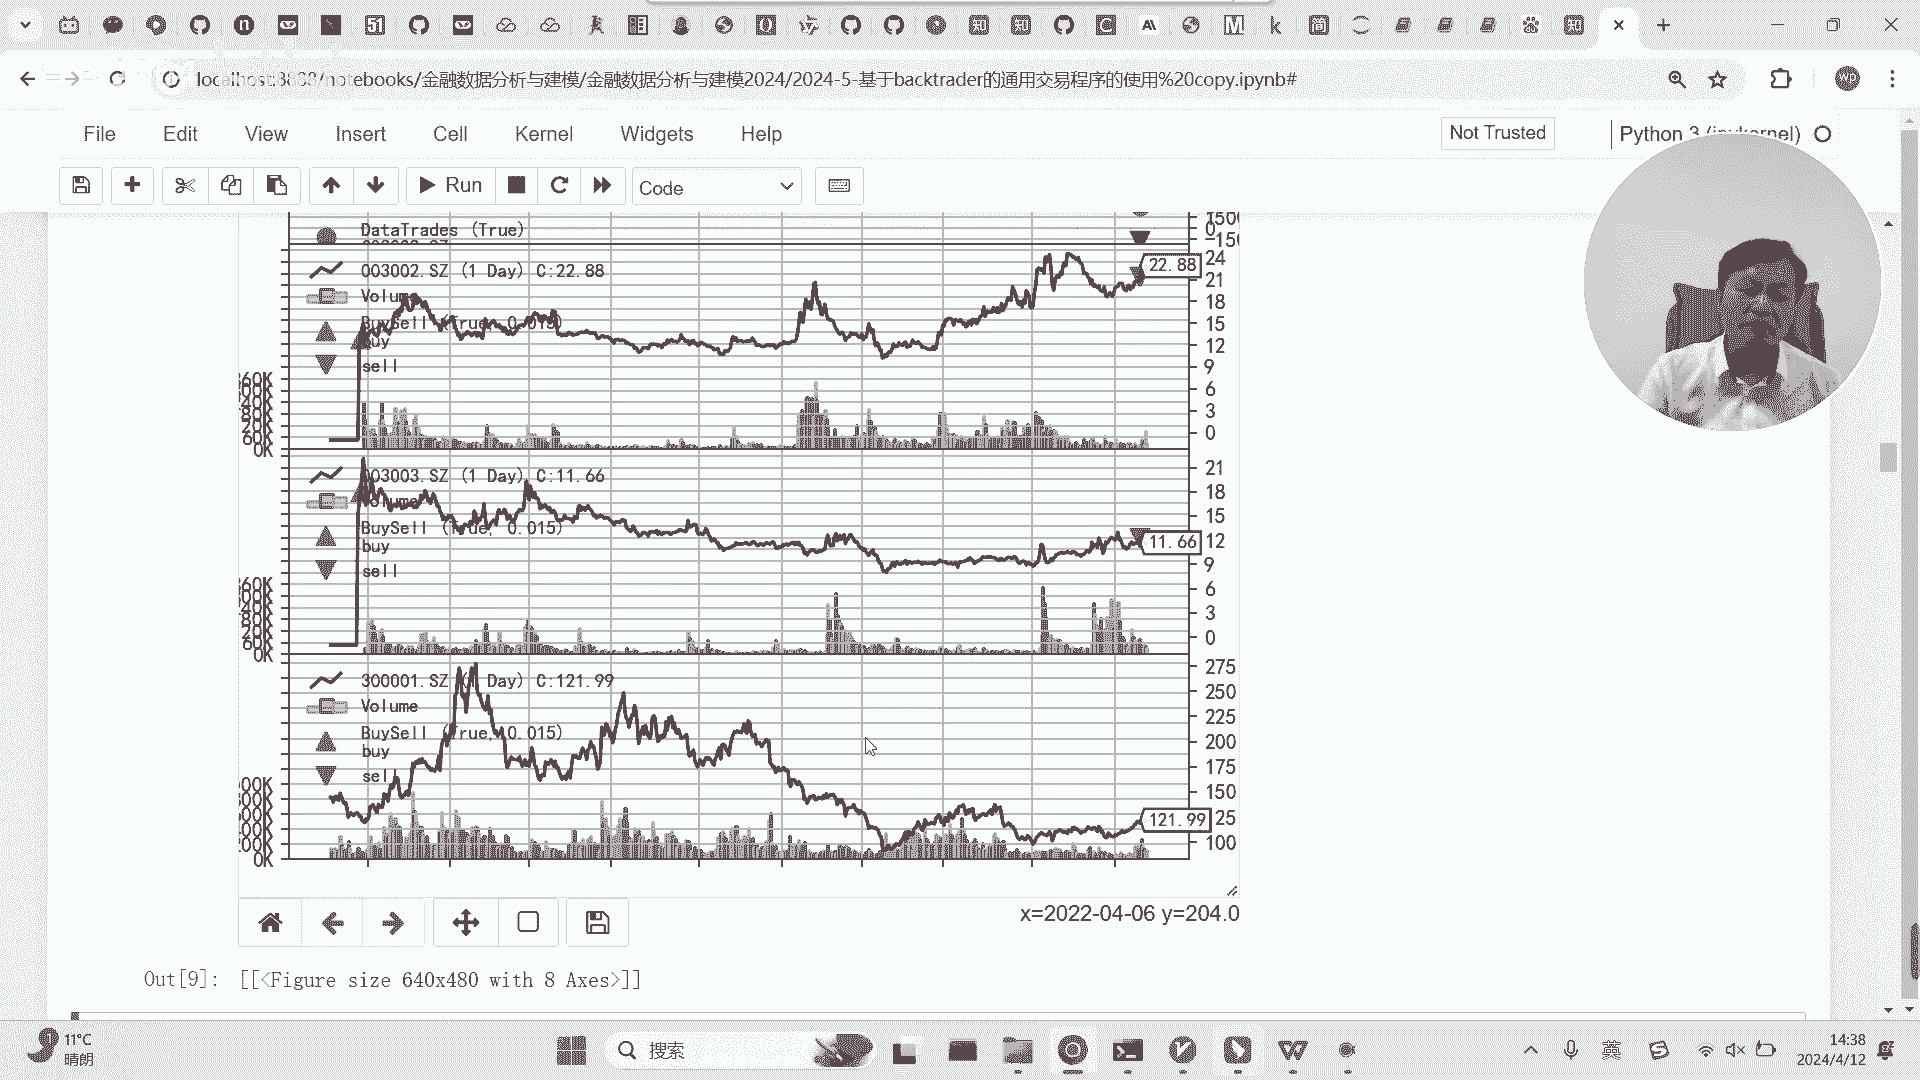 localhost:8888/notebooks/金融数据分析与建模/金融数据分析与建模2024/2024-5-基于backtrader的通用交易程序的使用%20copy.ipynb#
File Edit View Insert Cell Kernel Widgets Help
Not Trusted
Python 3 (ipykernel)
Run
Code
DataTrades (True)
003002.SZ (1 Day) C:22.88
Volume
BuySell (True, 0.015)
buy
sell
22.88
24
21
18
15
12
9
6
3
0
60K
0K
003003.SZ (1 Day) C:11.66
Volume
BuySell (True, 0.015)
buy
sell
11.66
21
18
15
12
9
6
3
0
60K
0K
300001.SZ (1 Day) C:121.99
Volume
BuySell (True, 0.015)
buy
sell
121.99
275
250
225
200
175
150
25
100
0K
x=2022-04-06 y=204.0
Out[9]: [[<Figure size 640x480 with 8 Axes>]]
11°C
晴朗
搜索
英
14:38
2024/4/12